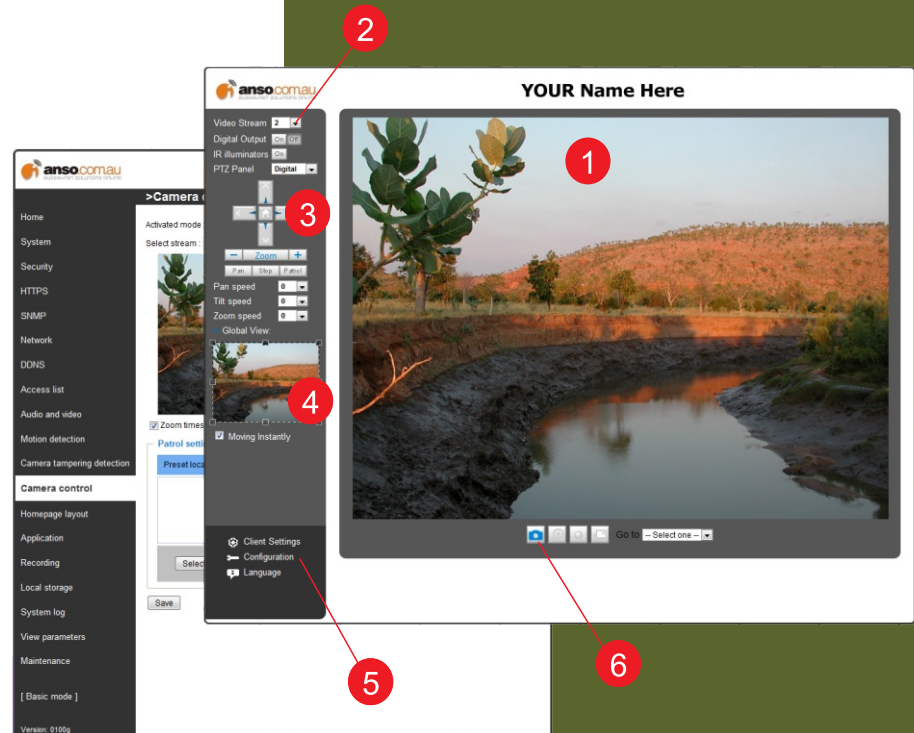 2
anso.com.au
YOUR Name Here
Video Stream 2
Digital Output On Off
IR illuminators On
PTZ Panel Digital
1
3
Zoom
Pan Stop Patrol
Pan speed 0
Tilt speed 0
Zoom speed 0
Global View:
4
Moving Instantly
Client Settings
Configuration
Language
Go to -- Select one --
5
6
anso.com.au
>Camera
Home
System
Security
HTTPS
SNMP
Network
DDNS
Access list
Audio and video
Motion detection
Camera tampering detection
Camera control
Homepage layout
Application
Recording
Local storage
System log
View parameters
Maintenance
[ Basic mode ]
Version: 0100g
Activated mode
Select stream :
Zoom times
Patrol setti
Preset loca
Selec
Save